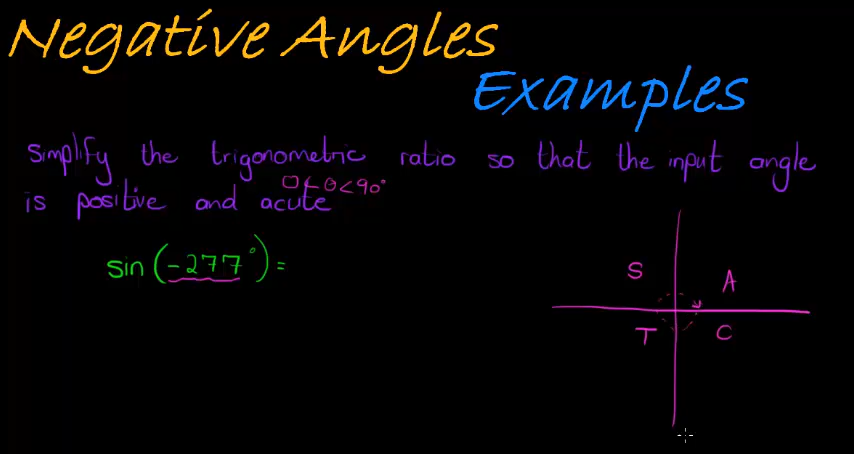 Negative Angles
Examples
Simplify the trigonometric ratio so that the input angle
is positive and acute
0<θ<90°
sin(-277°)=
S A
T C